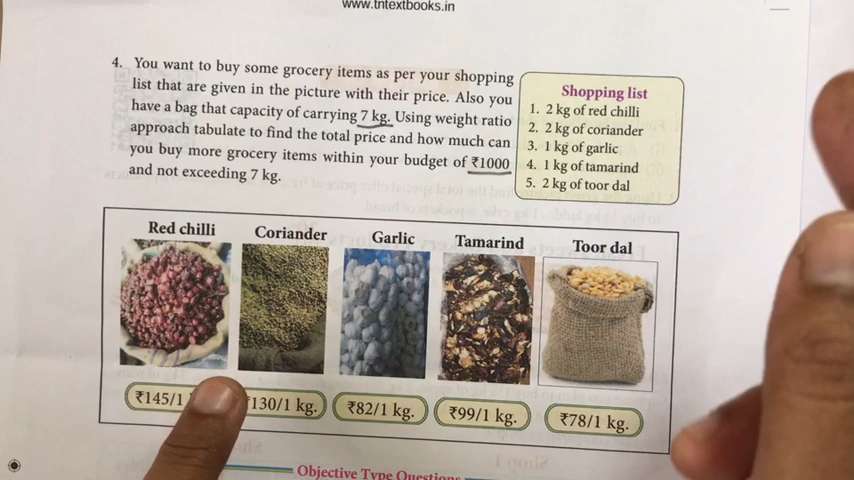 www.tntextbooks.in
4. You want to buy some grocery items as per your shopping
list that are given in the picture with their price. Also you
have a bag that capacity of carrying 7 kg. Using weight ratio
approach tabulate to find the total price and how much can
you buy more grocery items within your budget of ₹1000
and not exceeding 7 kg.
Shopping list
1. 2 kg of red chilli
2. 2 kg of coriander
3. 1 kg of garlic
4. 1 kg of tamarind
5. 2 kg of toor dal
Red chilli Coriander Garlic Tamarind Toor dal
₹145/1 130/1 kg. ₹82/1 kg. ₹99/1 kg. ₹78/1 kg.
Objective Type Questions